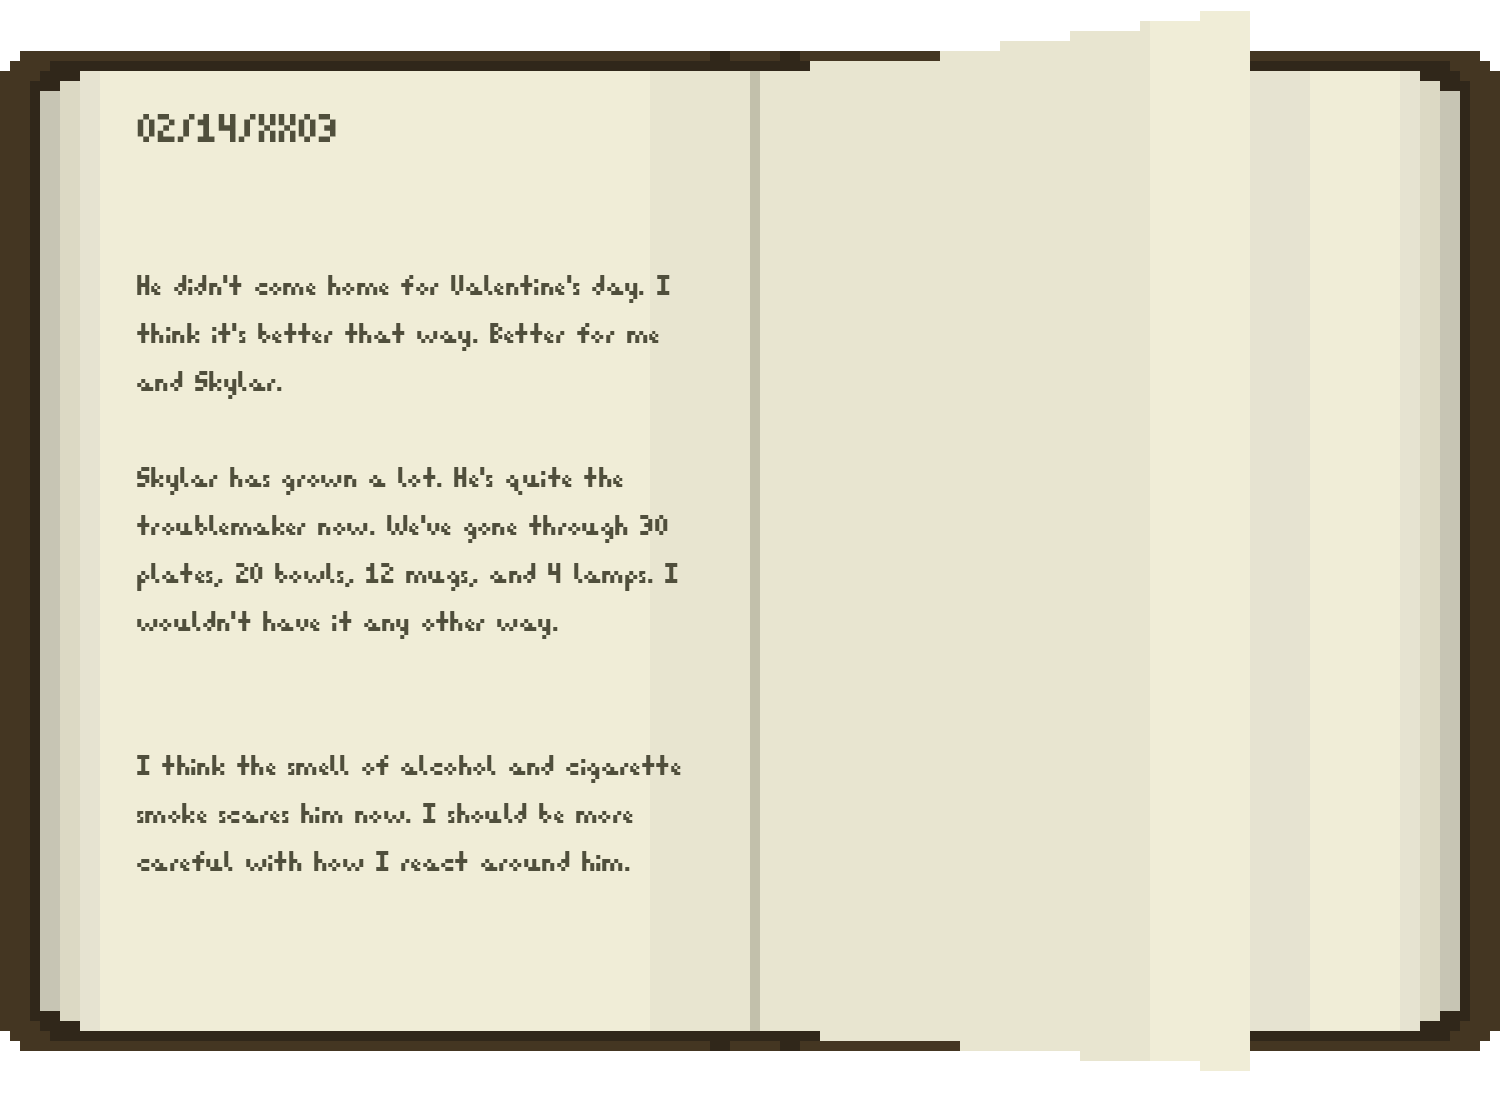 02/14/XX03
He didn't come home for Valentine's day. I
think it's better that way. Better for me
and Skylar.
Skylar has grown a lot. He's quite the
troublemaker now. We've gone through 30
plates, 20 bowls, 12 mugs, and 4 lamps. I
wouldn't have it any other way.
I think the smell of alcohol and cigarette
smoke scares him now. I should be more
careful with how I react around him.